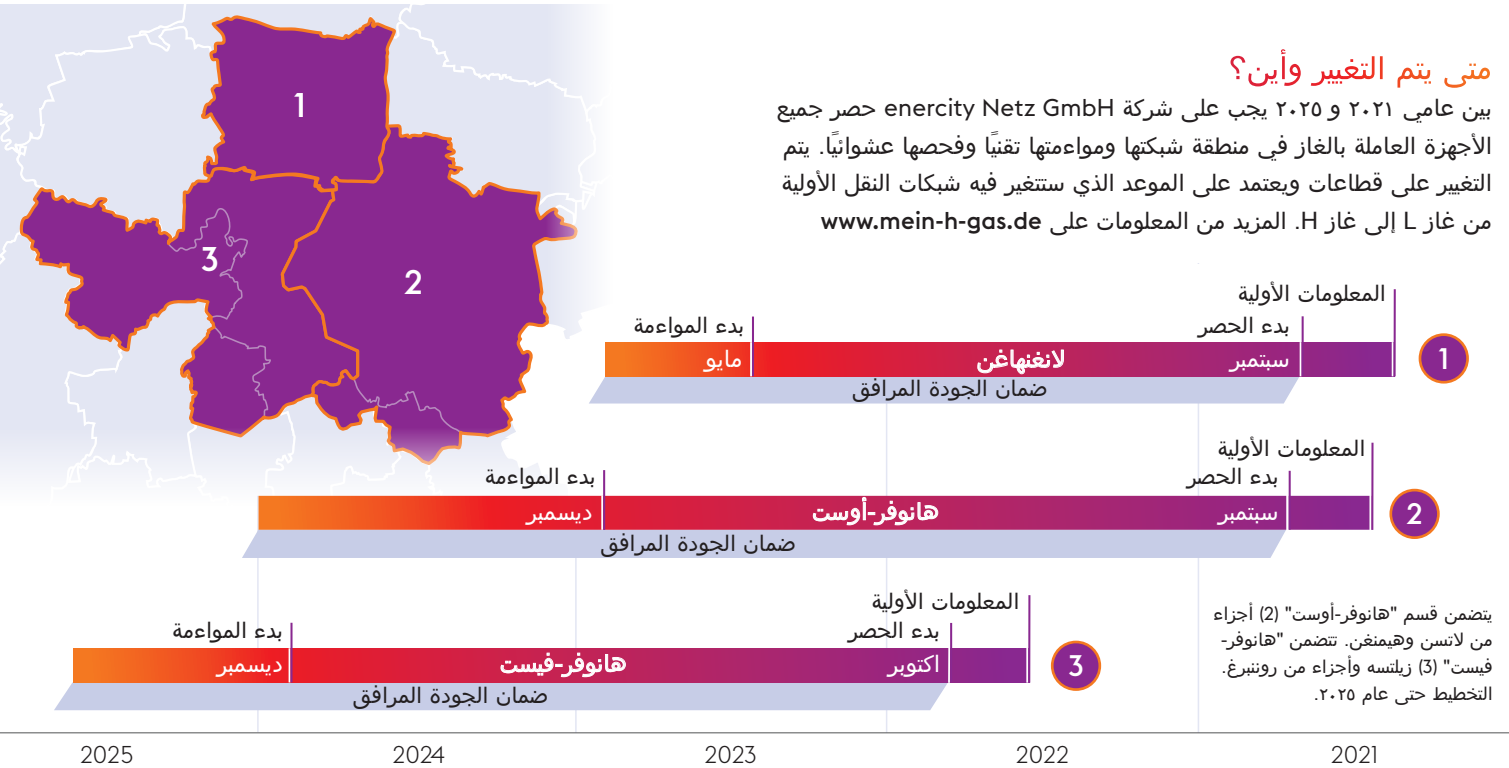 متى يتم التغيير وأين؟
بين عامي ٢٠٢١ و ٢٠٢٥ يجب على شركة enercity Netz GmbH حصر جميع
الأجهزة العاملة بالغاز في منطقة شبكتها ومواءمتها تقنيًا وفحصها عشوائيًا. يتم
التغيير على قطاعات ويعتمد على الموعد الذي ستتغير فيه شبكات النقل الأولية
من غاز L إلى غاز H. المزيد من المعلومات على www.mein-h-gas.de
1
2
3
المعلومات الأولية
بدء الحصر
بدء المواءمة
1
سبتمبر
لانغنهاغن
مايو
ضمان الجودة المرافق
المعلومات الأولية
بدء الحصر
بدء المواءمة
2
سبتمبر
هانوفر-أوست
ديسمبر
ضمان الجودة المرافق
المعلومات الأولية
بدء الحصر
بدء المواءمة
3
اكتوبر
هانوفر-فيست
ديسمبر
ضمان الجودة المرافق
يتضمن قسم "هانوفر-أوست" (2) أجزاء
من لاتسن وهيمنغن. تتضمن "هانوفر-
فيست" (3) زيلتسه وأجزاء من روننبرغ.
التخطيط حتى عام ٢٠٢٥.
2021
2022
2023
2024
2025